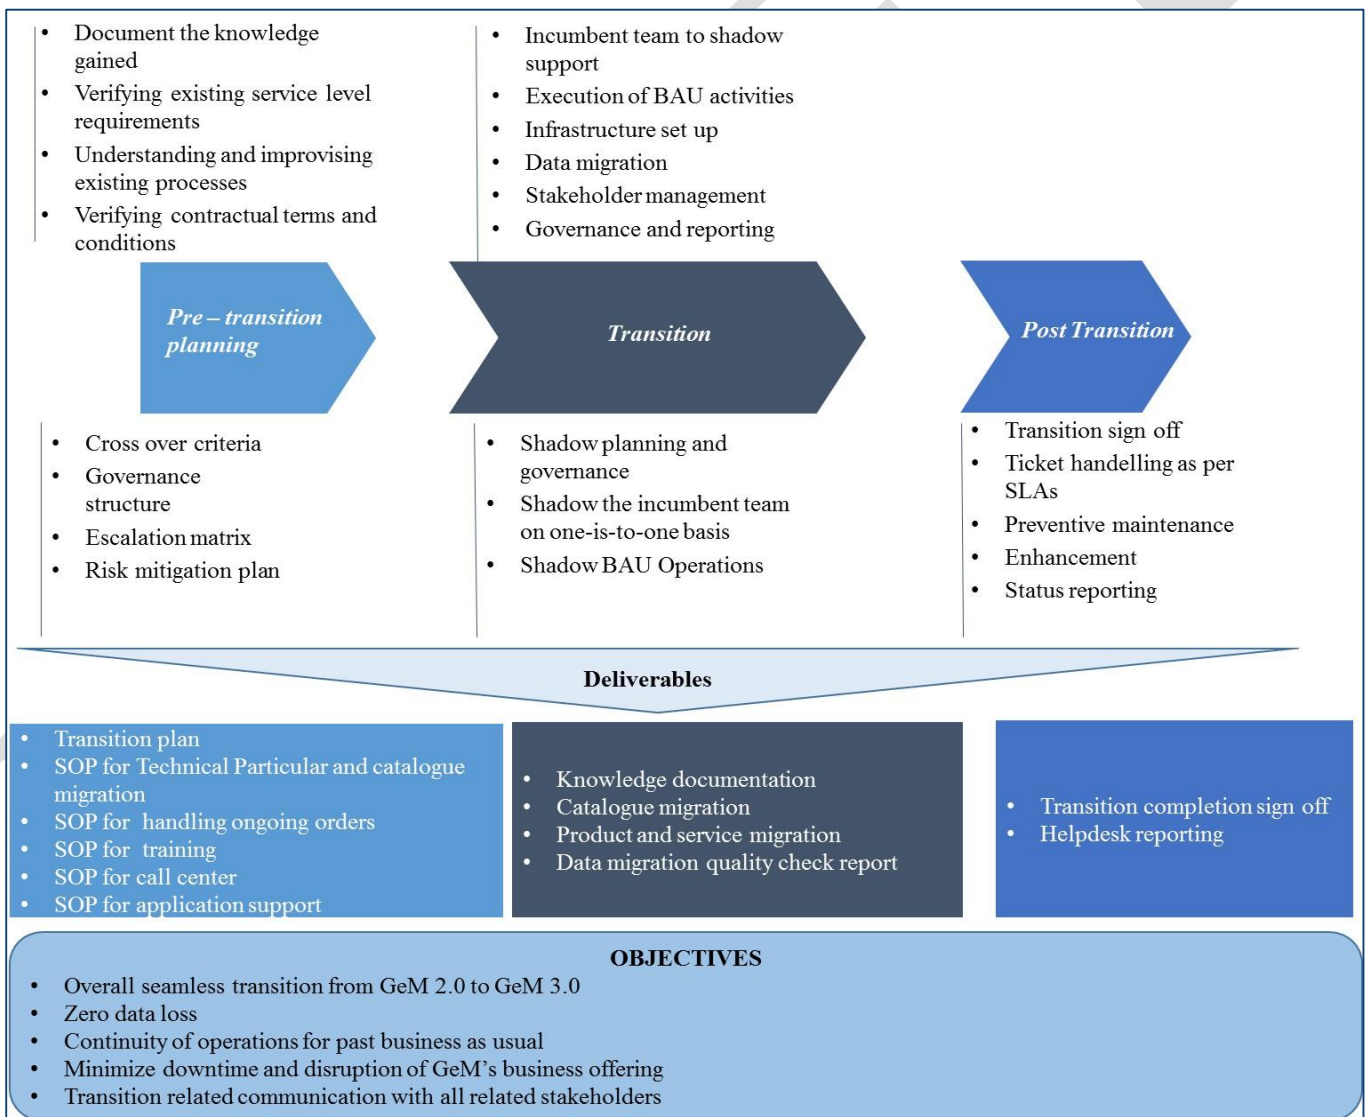 • Document the knowledge
gained
• Verifying existing service level
requirements
• Understanding and improvising
existing processes
• Verifying contractual terms and
conditions
• Incumbent team to shadow
support
• Execution of BAU activities
• Infrastructure set up
• Data migration
• Stakeholder management
• Governance and reporting
Pre – transition
planning
Transition
Post Transition
• Cross over criteria
• Governance
structure
• Escalation matrix
• Risk mitigation plan
• Shadow planning and
governance
• Shadow the incumbent team
on one-is-to-one basis
• Shadow BAU Operations
• Transition sign off
• Ticket handelling as per
SLAs
• Preventive maintenance
• Enhancement
• Status reporting
Deliverables
• Transition plan
• SOP for Technical Particular and catalogue
migration
• SOP for handling ongoing orders
• SOP for training
• SOP for call center
• SOP for application support
• Knowledge documentation
• Catalogue migration
• Product and service migration
• Data migration quality check report
• Transition completion sign off
• Helpdesk reporting
OBJECTIVES
• Overall seamless transition from GeM 2.0 to GeM 3.0
• Zero data loss
• Continuity of operations for past business as usual
• Minimize downtime and disruption of GeM’s business offering
• Transition related communication with all related stakeholders